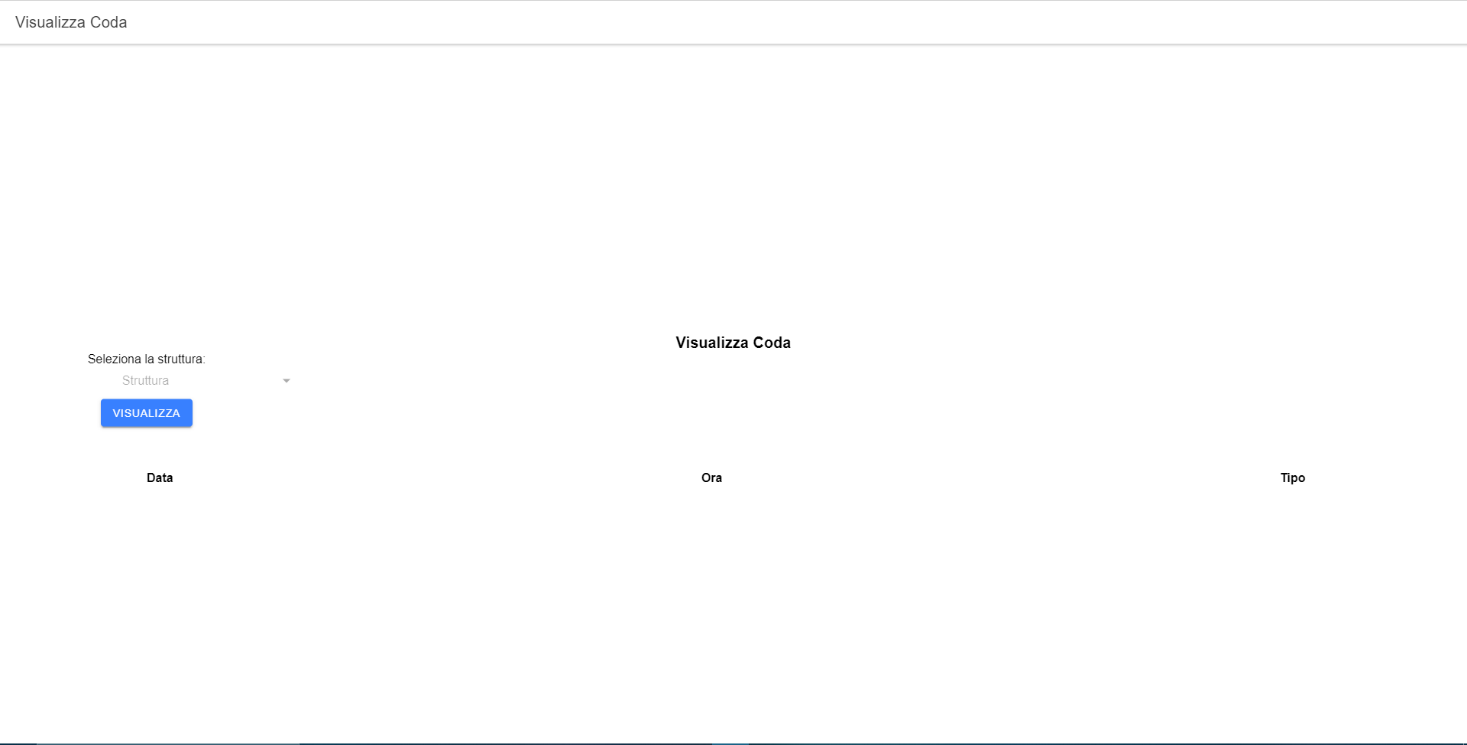 Visualizza Coda
Visualizza Coda
Seleziona la struttura:
Struttura
VISUALIZZA
Data Ora Tipo